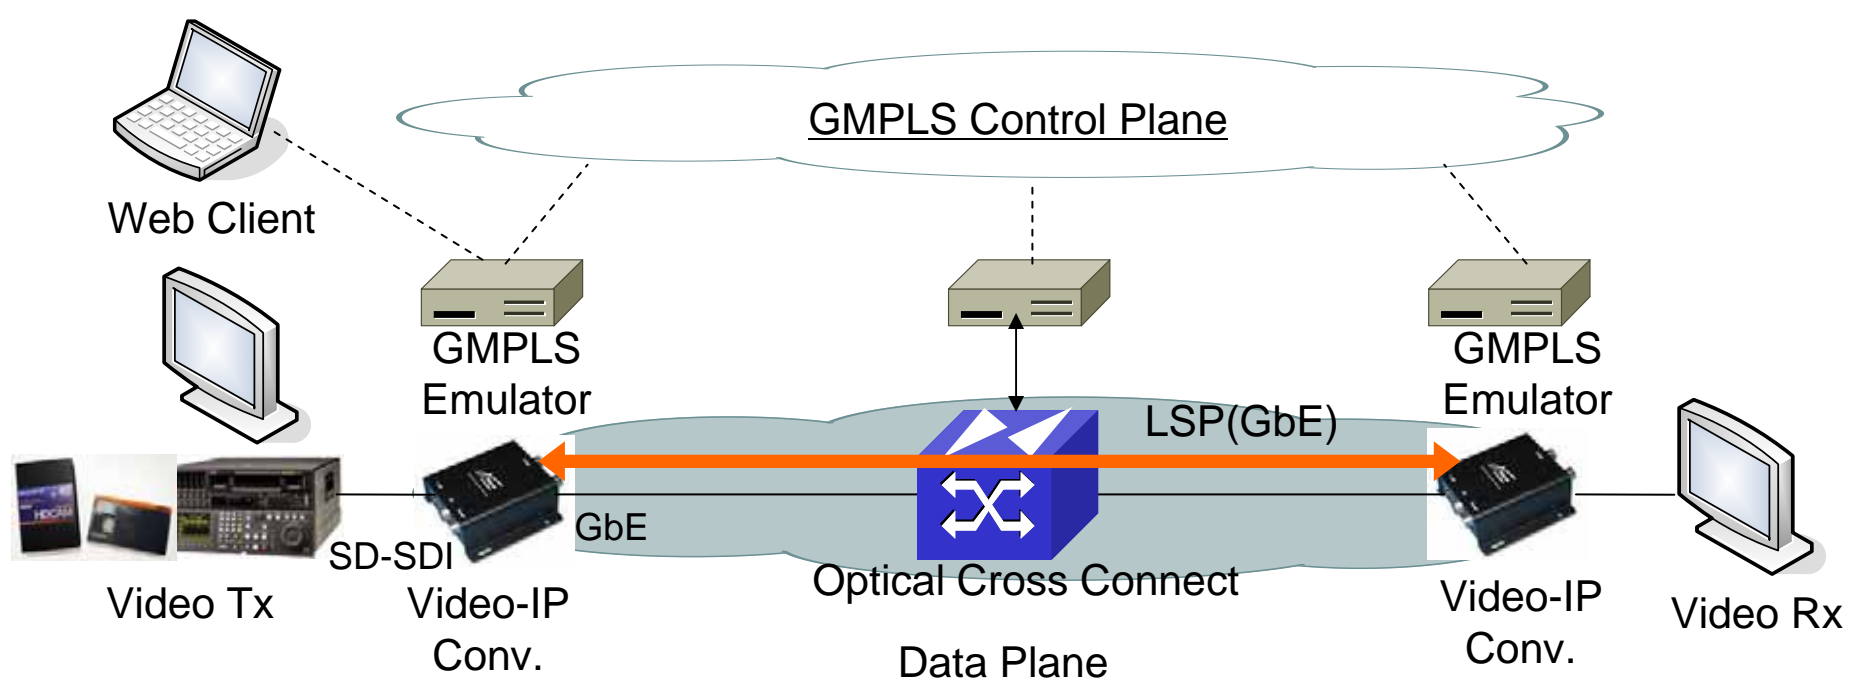 GMPLS Control Plane
Web Client
GMPLS
Emulator
GMPLS
Emulator
LSP(GbE)
HDCAM
SD-SDI
GbE
Video Tx
Video-IP
Conv.
Optical Cross Connect
Data Plane
Video-IP
Conv.
Video Rx